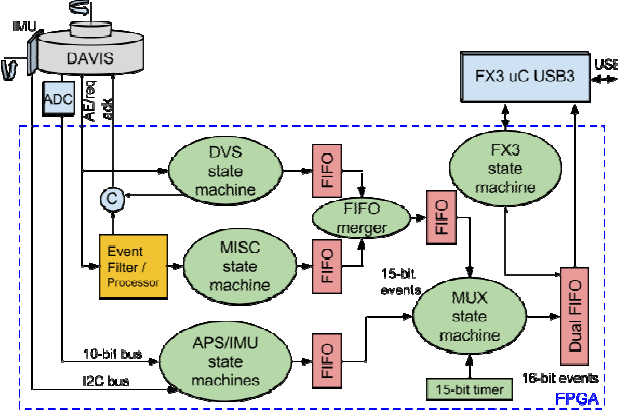 IMU
DAVIS
ADC
AE/req
ack
FX3 uC USB3
USB
DVS
state
machine
FIFO
FX3
state
machine
C
FIFO
merger
FIFO
Event
Filter /
Processor
MISC
state
machine
FIFO
15-bit
events
MUX
state
machine
Dual FIFO
APS/IMU
state
machines
FIFO
10-bit bus
I2C bus
15-bit timer
16-bit events
FPGA